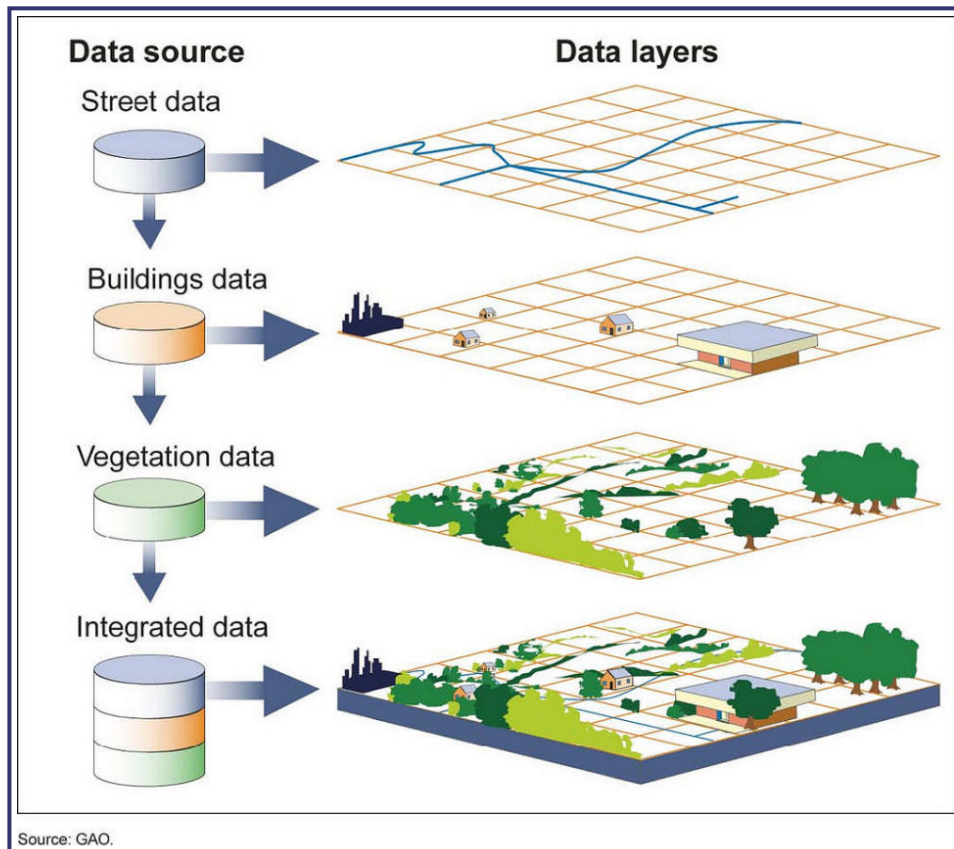 Data source
Data layers
Street data
Buildings data
Vegetation data
Integrated data
Source: GAO.